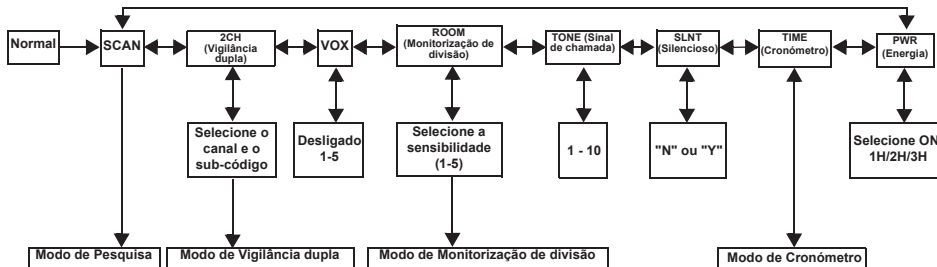 Normal
SCAN
2CH
(Vigilância
dupla)
VOX
ROOM
(Monitorização de
divisão)
TONE (Sinal
de chamada)
SLNT
(Silencioso)
TIME
(Cronómetro)
PWR
(Energia)
Selecione o
canal e o
sub-código
Desligado
1-5
Selecione a
sensibilidade
(1-5)
1 - 10
"N" ou "Y"
Selecione ON
1H/2H/3H
Modo de Pesquisa
Modo de Vigilância dupla
Modo de Monitorização de divisão
Modo de Cronómetro